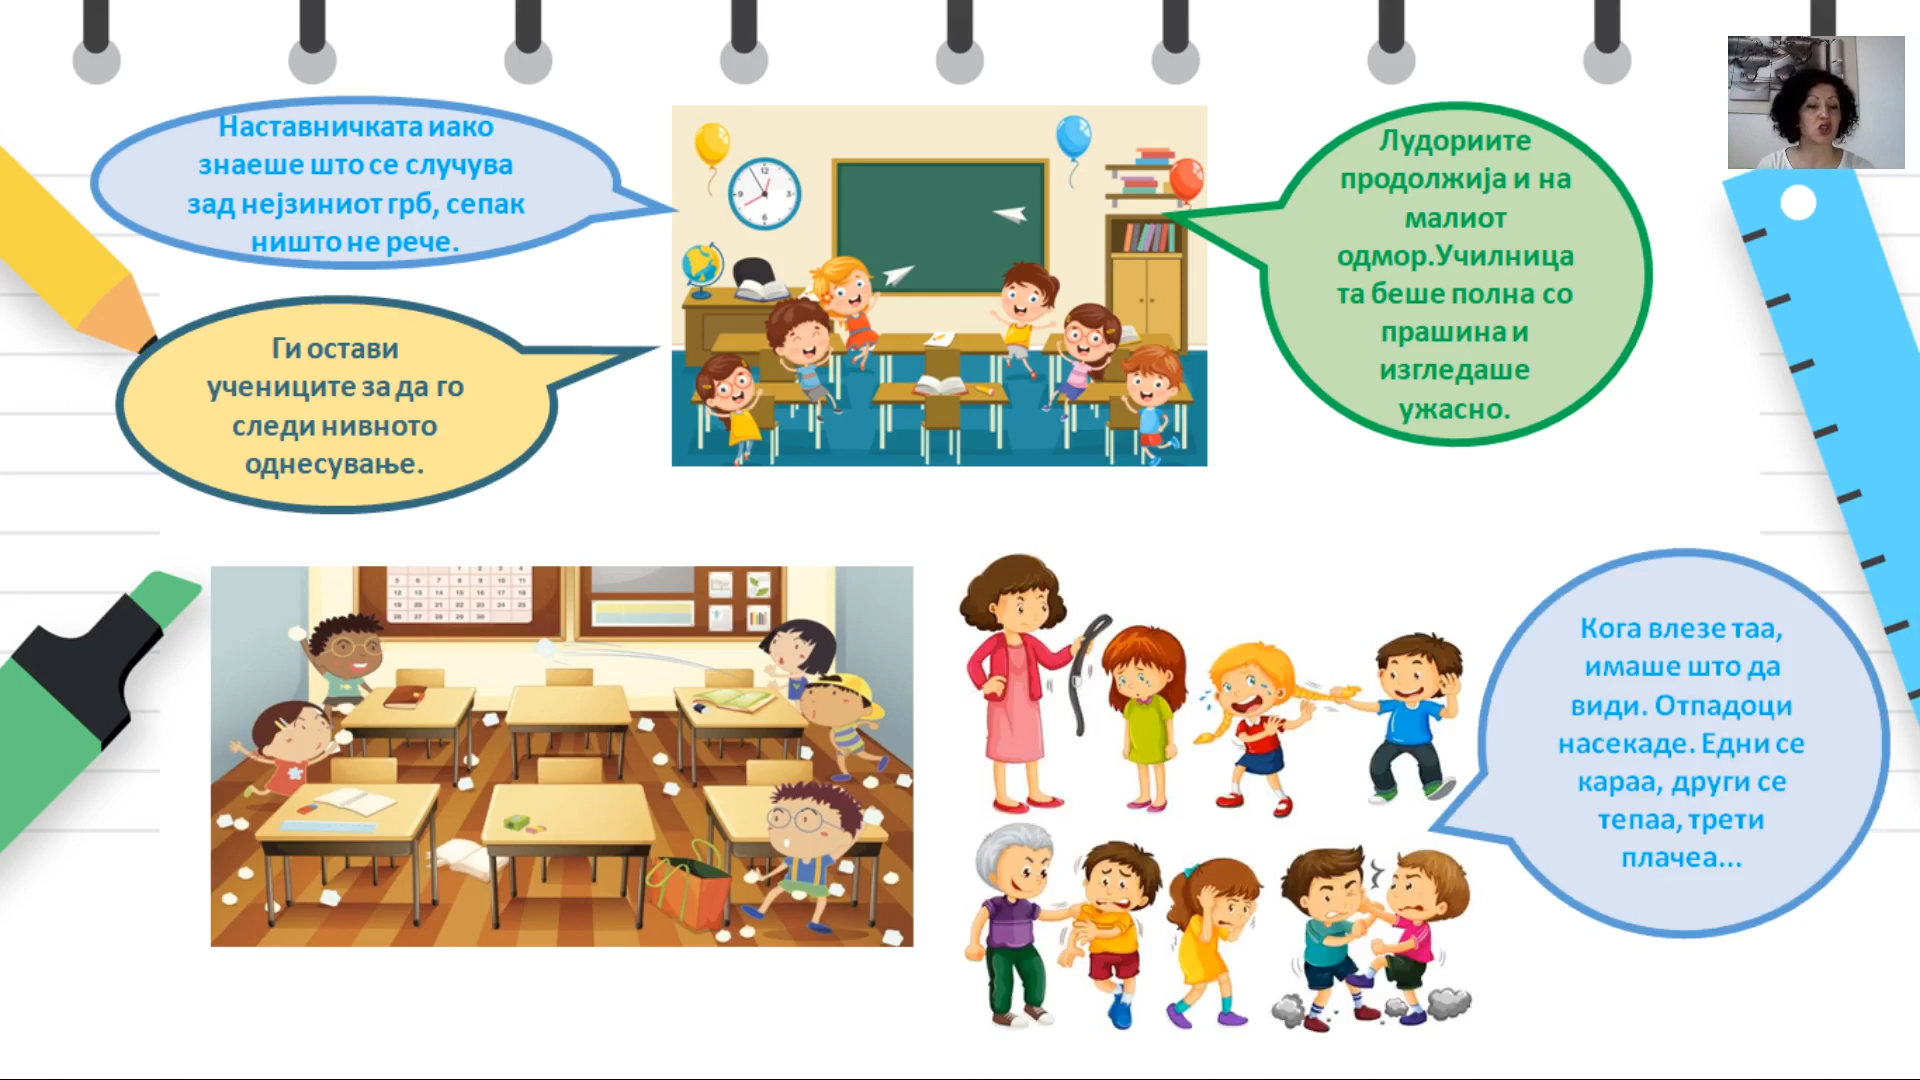 Наставничката иако
знаеше што се случува
зад нејзиниот грб, сепак
ништо не рече.
Ги остави
учениците за да го
следи нивното
однесување.
Лудориите
продолжија и на
малиот
одмор.Училница
та беше полна со
прашина и
изгледаше
ужасно.
Кога влезе таа,
имаше што да
види. Отпадоци
насекаде. Едни се
караа, други се
тепаа, трети
плачеа...